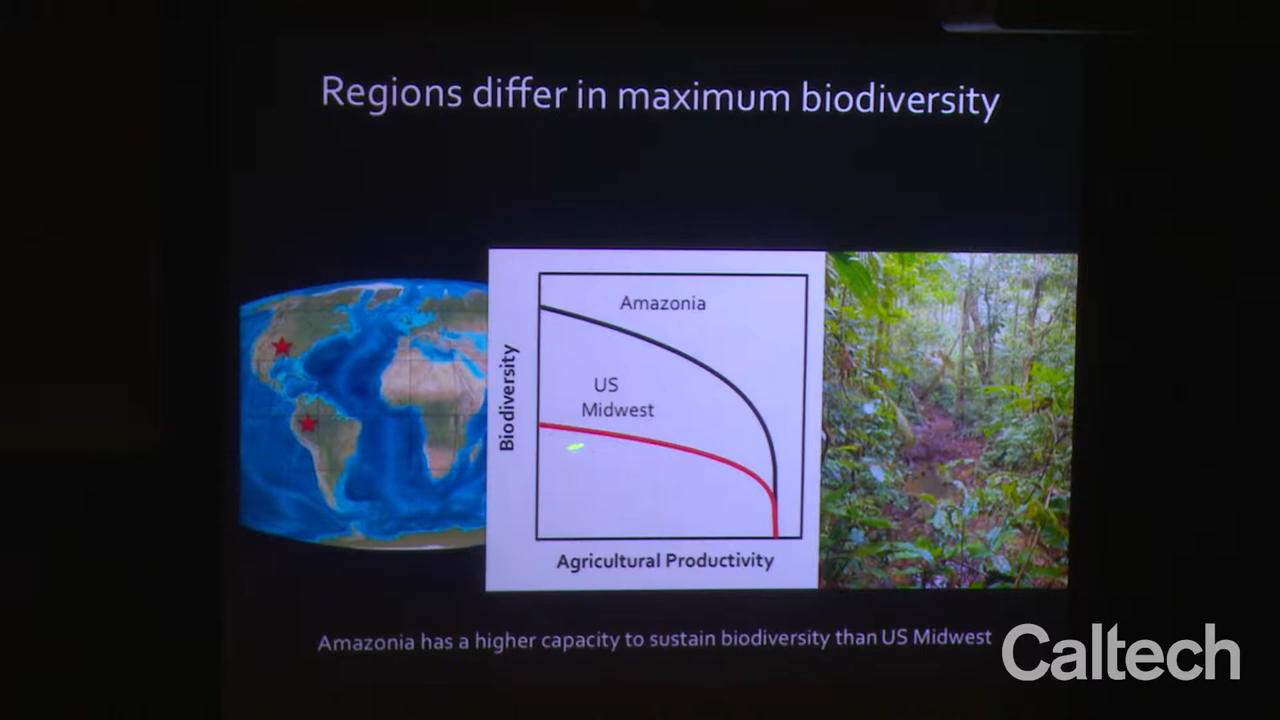 Regions differ in maximum biodiversity
Amazonia
US
Midwest
Biodiversity
Agricultural Productivity
Amazonia has a higher capacity to sustain biodiversity than US Midwest
Caltech